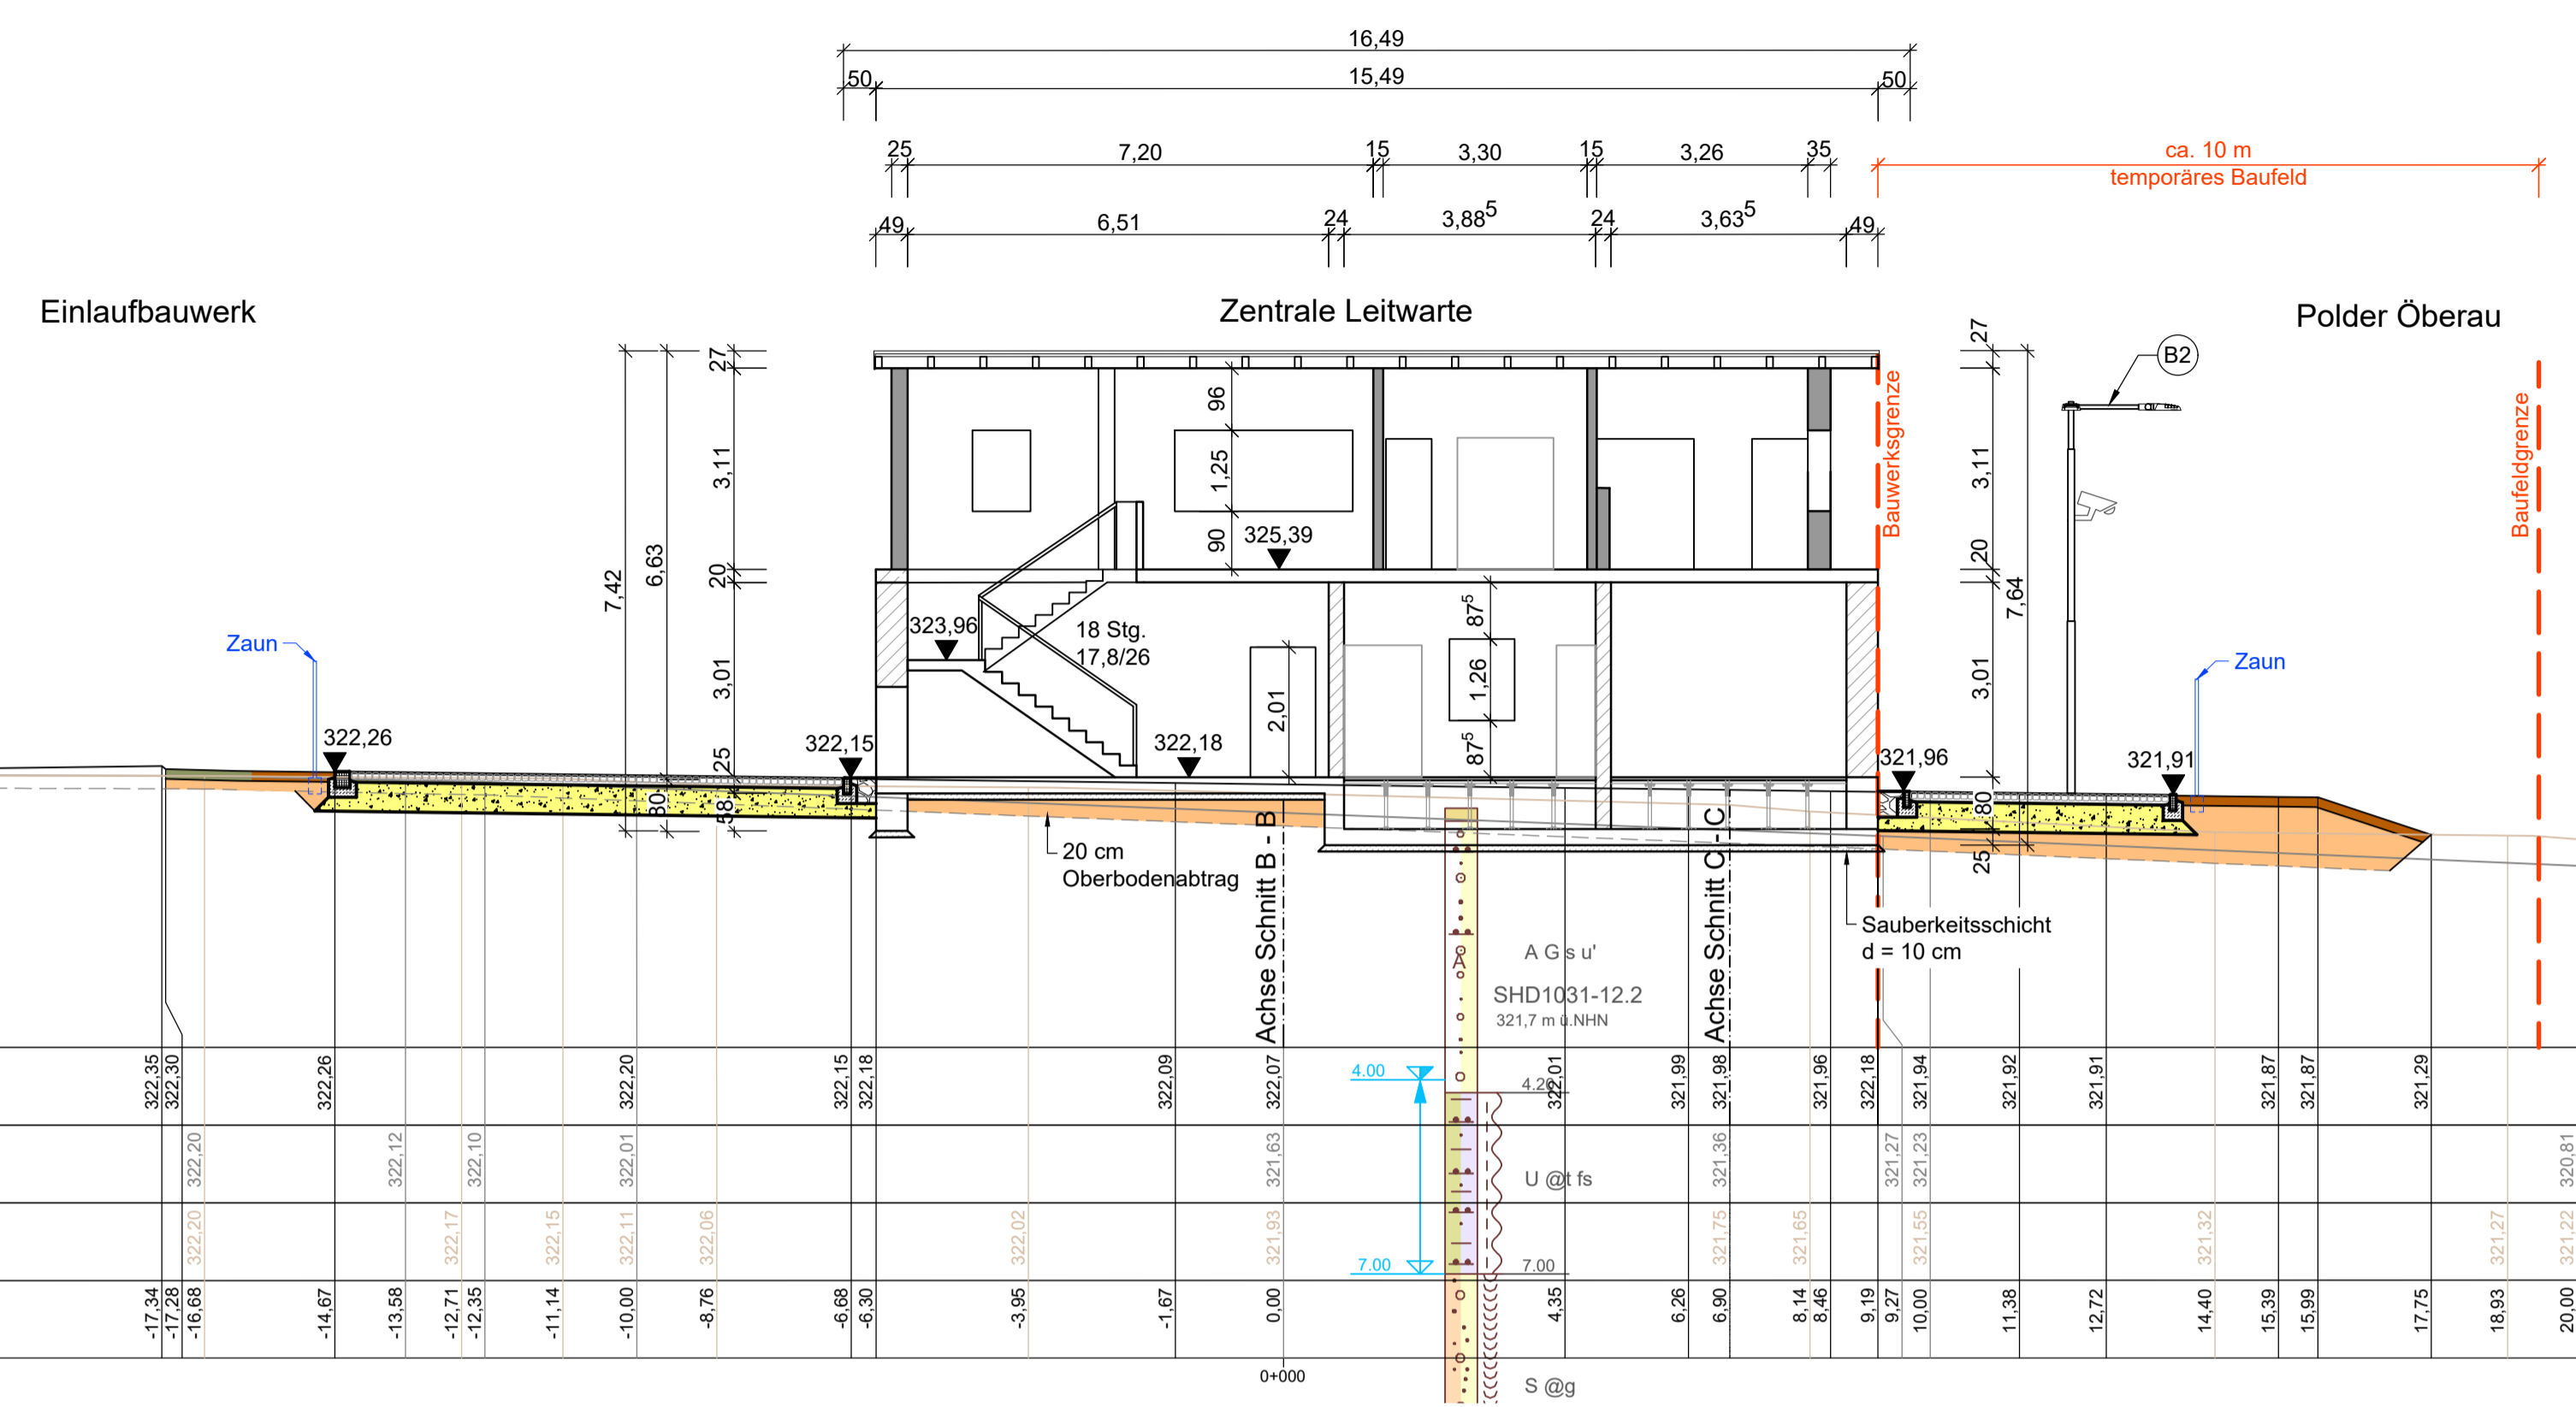 16,49
50 15,49 50
25 7,20 15 3,30 15 3,26 35
ca. 10 m
temporäres Baufeld
49 6,51 24 3,88⁵ 24 3,63⁵ 49
Einlaufbauwerk
Zentrale Leitwarte
Polder Öberau
27
27
B2
96
3,11
1,25
90
325,39
Bauwerksgrenze
3,11
Baufeldgrenze
7,42
6,63
20
20
7,64
Zaun
323,96
18 Stg.
17,8/26
87⁵
1,26
87⁵
2,01
3,01
3,01
Zaun
322,26
322,15
322,18
321,96
321,91
25
80
58
80
25
20 cm
Oberbodenabtrag
Achse Schnitt B - B
Achse Schnitt C - C
Sauberkeitsschicht
d = 10 cm
A
A G s u'
SHD1031-12.2
321,7 m ü.NHN
4.00
4.20
U @t fs
7.00
7.00
S @g
322,35 322,30 322,26 322,20 322,15 322,18 322,09 322,07 322,01 321,99 321,98 321,96 322,18 321,94 321,92 321,91 321,87 321,87 321,29
322,20 322,12 322,10 322,01 321,63 321,36 321,27 321,23 320,81
322,20 322,17 322,15 322,11 322,06 322,02 321,93 321,75 321,65 321,55 321,32 321,27 321,22
-17,34 -17,28 -16,68 -14,67 -13,58 -12,71 -12,35 -11,14 -10,00 -8,76 -6,68 -6,30 -3,95 -1,67 0,00 4,35 6,26 6,90 8,14 8,46 9,19 9,27 10,00 11,38 12,72 14,40 15,39 15,99 17,75 18,93 20,00
0+000